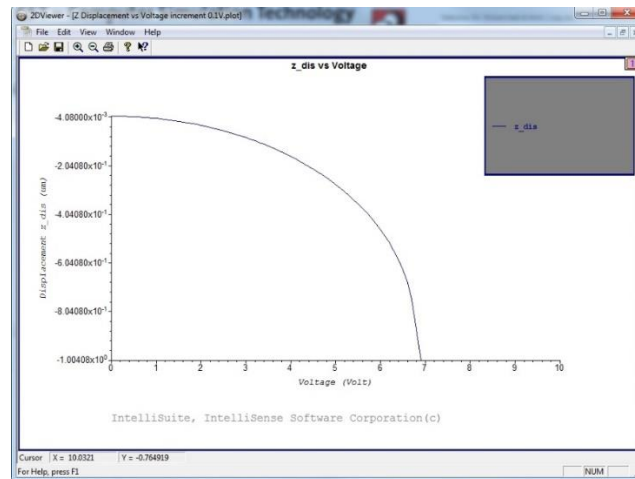 2DViewer - [Z Displacement vs Voltage increment 0.1V.plot]
n Technology
File Edit View Window Help
z_dis vs Voltage
1
z_dis
-4.08000x10⁻³
-2.04080x10⁻¹
-4.04080x10⁻¹
-6.04080x10⁻¹
-8.04080x10⁻¹
-1.00408x10⁰
Displacement z_dis (um)
0 1 2 3 4 5 6 7 8 9 10
Voltage (Volt)
IntelliSuite, IntelliSense Software Corporation(c)
Cursor X = 10.0321 Y = -0.764919
For Help, press F1
NUM